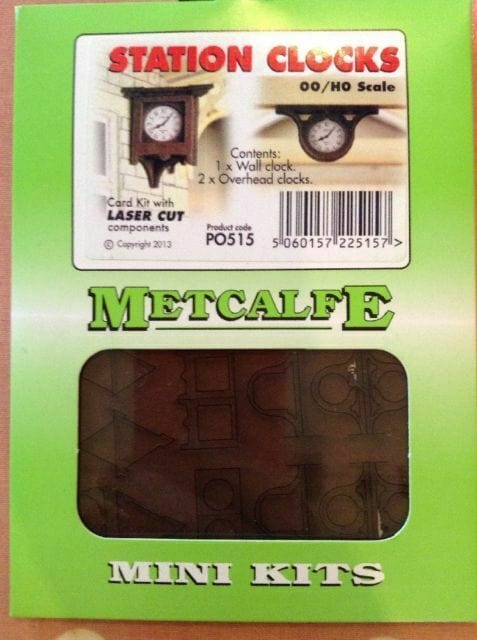 STATION CLOCKS
OO/HO Scale
Contents:
1 x Wall clock.
2 x Overhead clocks.
Card Kit with
LASER CUT
components
© Copyright 2013
Product code
PO515
5 060157 225157 >
METCALFE
MINI KITS